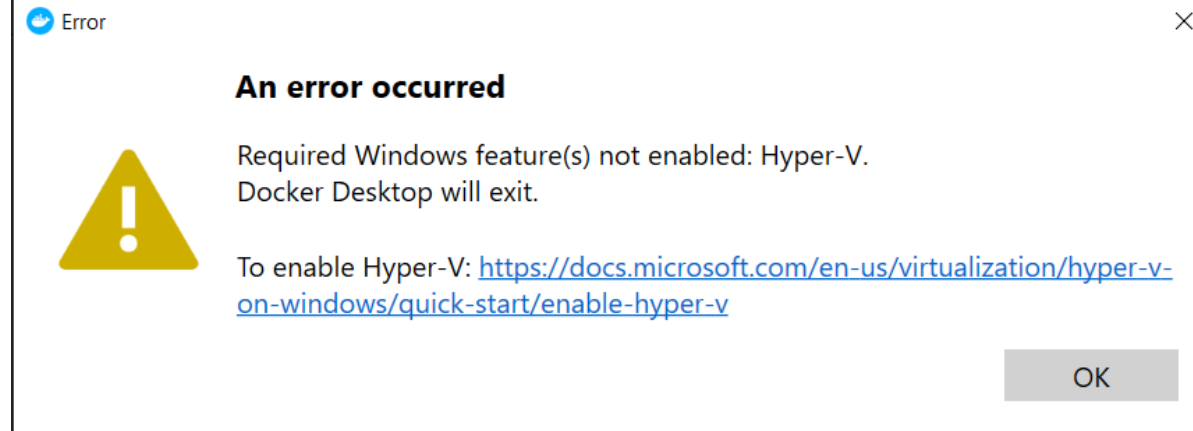 Error
An error occurred
Required Windows feature(s) not enabled: Hyper-V.
Docker Desktop will exit.
To enable Hyper-V: https://docs.microsoft.com/en-us/virtualization/hyper-v-
on-windows/quick-start/enable-hyper-v
OK